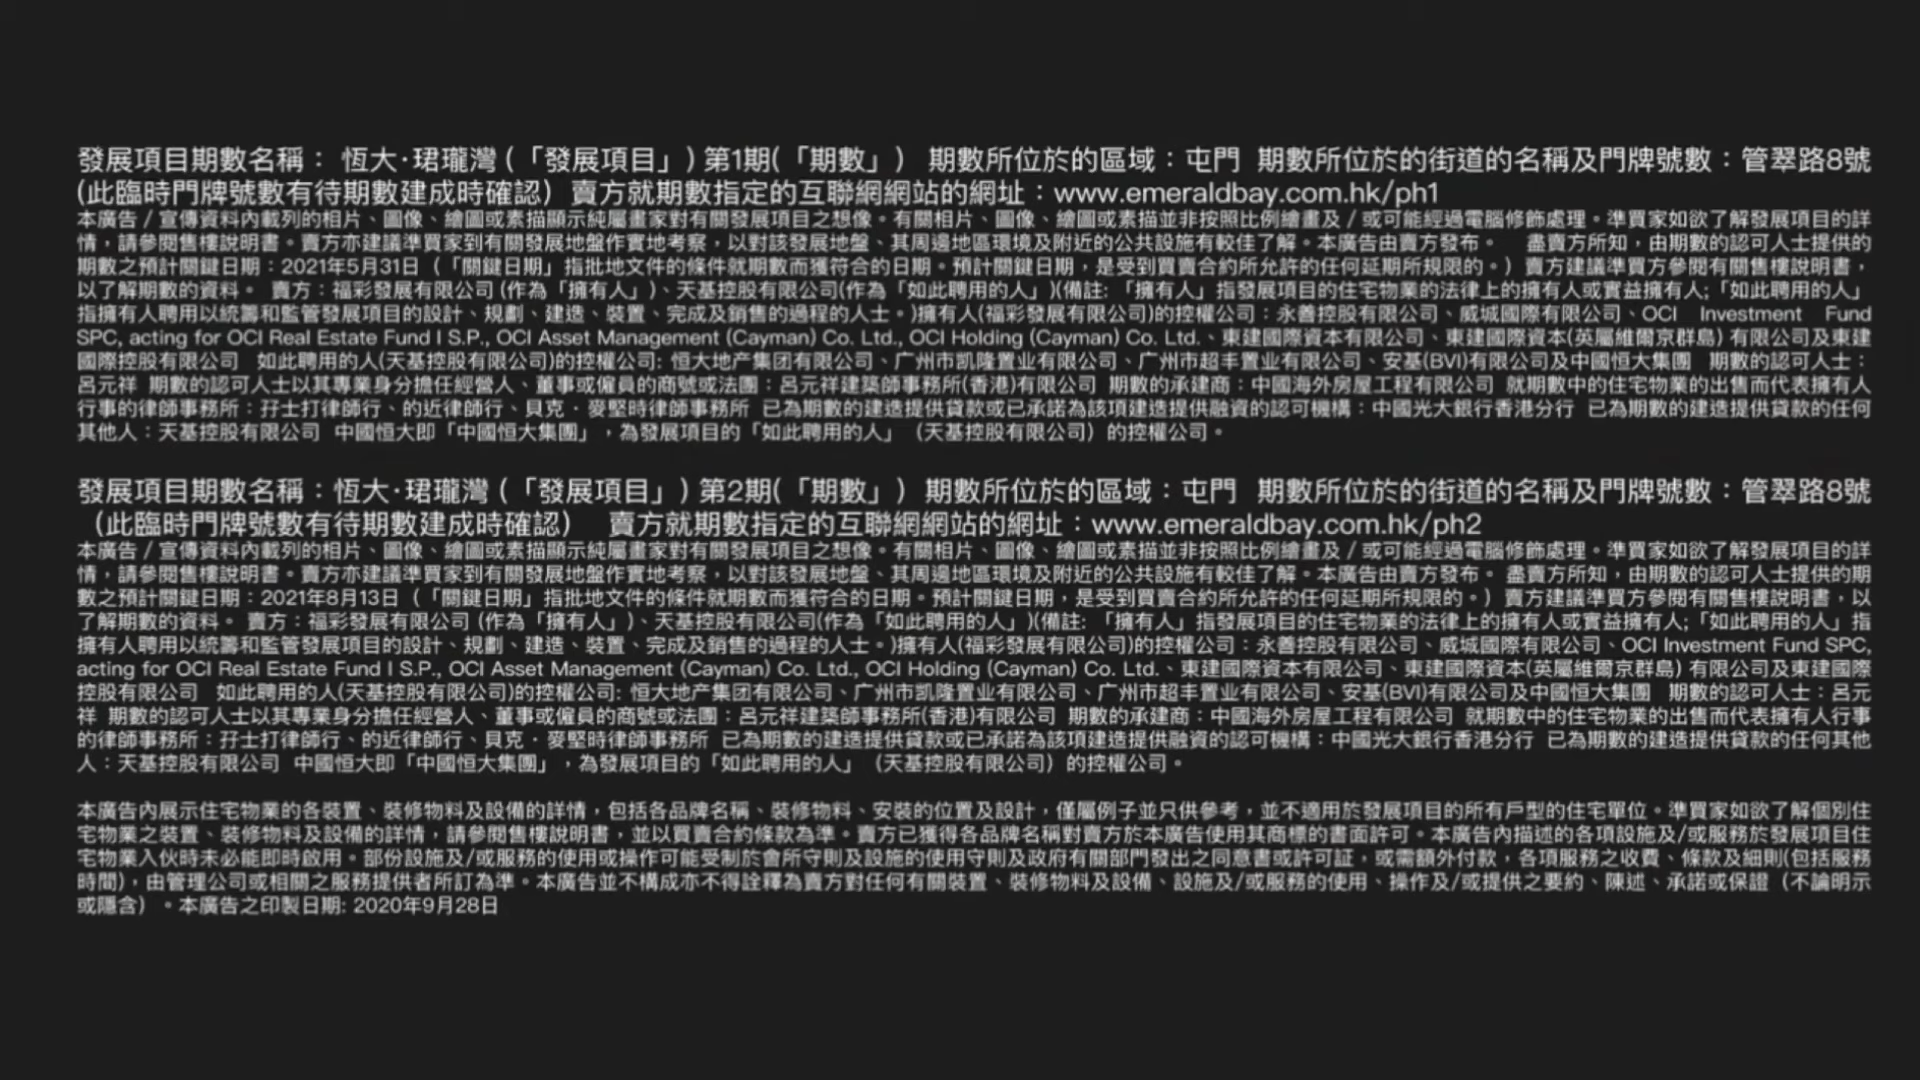 發展項目期數名稱： 恆大·珺瓏灣 (「發展項目」) 第1期(「期數」) 期數所位於的區域：屯門 期數所位於的街道的名稱及門牌號數：管翠路8號
(此臨時門牌號數有待期數建成時確認) 賣方就期數指定的互聯網網站的網址：www.emeraldbay.com.hk/ph1
本廣告 / 宣傳資料內載列的相片、圖像、繪圖或素描顯示純屬畫家對有關發展項目之想像。有關相片、圖像、繪圖或素描並非按照比例繪畫及 / 或可能經過電腦修飾處理。準買家如欲了解發展項目的詳
情，請參閱售樓說明書。賣方亦建議準買家到有關發展地盤作實地考察，以對該發展地盤、其周邊地區環境及附近的公共設施有較佳了解。本廣告由賣方發布。 盡賣方所知，由期數的認可人士提供的
期數之預計關鍵日期：2021年5月31日（「關鍵日期」指批地文件的條件就期數而獲符合的日期。預計關鍵日期，是受到買賣合約所允許的任何延期所規限的。）賣方建議準買方參閱有關售樓說明書，
以了解期數的資料。 賣方：福彩發展有限公司 (作為「擁有人」)、天基控股有限公司(作為「如此聘用的人」)(備註: 「擁有人」指發展項目的住宅物業的法律上的擁有人或實益擁有人;「如此聘用的人」
指擁有人聘用以統籌和監管發展項目的設計、規劃、建造、裝置、完成及銷售的過程的人士。)擁有人(福彩發展有限公司)的控權公司：永善控股有限公司、威城國際有限公司、OCI Investment Fund
SPC, acting for OCI Real Estate Fund I S.P., OCI Asset Management (Cayman) Co. Ltd., OCI Holding (Cayman) Co. Ltd.、東建國際資本有限公司、東建國際資本(英屬維爾京群島) 有限公司及東建
國際控股有限公司 如此聘用的人(天基控股有限公司)的控權公司: 恒大地产集团有限公司、广州市凯隆置业有限公司、广州市超丰置业有限公司、安基(BVI)有限公司及中國恒大集團 期數的認可人士：
呂元祥 期數的認可人士以其專業身分擔任經營人、董事或僱員的商號或法團：呂元祥建築師事務所(香港)有限公司 期數的承建商：中國海外房屋工程有限公司 就期數中的住宅物業的出售而代表擁有人
行事的律師事務所：孖士打律師行、的近律師行、貝克．麥堅時律師事務所 已為期數的建造提供貸款或已承諾為該項建造提供融資的認可機構：中國光大銀行香港分行 已為期數的建造提供貸款的任何
其他人：天基控股有限公司 中國恒大即「中國恒大集團」，為發展項目的「如此聘用的人」（天基控股有限公司）的控權公司。
發展項目期數名稱：恆大·珺瓏灣 (「發展項目」) 第2期(「期數」) 期數所位於的區域：屯門 期數所位於的街道的名稱及門牌號數：管翠路8號
（此臨時門牌號數有待期數建成時確認） 賣方就期數指定的互聯網網站的網址：www.emeraldbay.com.hk/ph2
本廣告 / 宣傳資料內載列的相片、圖像、繪圖或素描顯示純屬畫家對有關發展項目之想像。有關相片、圖像、繪圖或素描並非按照比例繪畫及 / 或可能經過電腦修飾處理。準買家如欲了解發展項目的詳
情，請參閱售樓說明書。賣方亦建議準買家到有關發展地盤作實地考察，以對該發展地盤、其周邊地區環境及附近的公共設施有較佳了解。本廣告由賣方發布。 盡賣方所知，由期數的認可人士提供的期
數之預計關鍵日期：2021年8月13日（「關鍵日期」指批地文件的條件就期數而獲符合的日期。預計關鍵日期，是受到買賣合約所允許的任何延期所規限的。）賣方建議準買方參閱有關售樓說明書，以
了解期數的資料。 賣方：福彩發展有限公司 (作為「擁有人」)、天基控股有限公司(作為「如此聘用的人」)(備註: 「擁有人」指發展項目的住宅物業的法律上的擁有人或實益擁有人;「如此聘用的人」指
擁有人聘用以統籌和監管發展項目的設計、規劃、建造、裝置、完成及銷售的過程的人士。)擁有人(福彩發展有限公司)的控權公司：永善控股有限公司、威城國際有限公司、OCI Investment Fund SPC,
acting for OCI Real Estate Fund I S.P., OCI Asset Management (Cayman) Co. Ltd., OCI Holding (Cayman) Co. Ltd.、東建國際資本有限公司、東建國際資本(英屬維爾京群島) 有限公司及東建國際
控股有限公司 如此聘用的人(天基控股有限公司)的控權公司: 恒大地产集团有限公司、广州市凯隆置业有限公司、广州市超丰置业有限公司、安基(BVI)有限公司及中國恒大集團 期數的認可人士：呂元
祥 期數的認可人士以其專業身分擔任經營人、董事或僱員的商號或法團：呂元祥建築師事務所(香港)有限公司 期數的承建商：中國海外房屋工程有限公司 就期數中的住宅物業的出售而代表擁有人行事
的律師事務所：孖士打律師行、的近律師行、貝克．麥堅時律師事務所 已為期數的建造提供貸款或已承諾為該項建造提供融資的認可機構：中國光大銀行香港分行 已為期數的建造提供貸款的任何其他
人：天基控股有限公司 中國恒大即「中國恒大集團」，為發展項目的「如此聘用的人」（天基控股有限公司）的控權公司。
本廣告內展示住宅物業的各裝置、裝修物料及設備的詳情，包括各品牌名稱、裝修物料、安裝的位置及設計，僅屬例子並只供參考，並不適用於發展項目的所有戶型的住宅單位。準買家如欲了解個別住
宅物業之裝置、裝修物料及設備的詳情，請參閱售樓說明書，並以買賣合約條款為準。賣方已獲得各品牌名稱對賣方於本廣告使用其商標的書面許可。本廣告內描述的各項設施及/或服務於發展項目住
宅物業入伙時未必能即時啟用。部份設施及/或服務的使用或操作可能受制於會所守則及設施的使用守則及政府有關部門發出之同意書或許可証，或需額外付款，各項服務之收費、條款及細則(包括服務
時間)，由管理公司或相關之服務提供者所訂為準。本廣告並不構成亦不得詮釋為賣方對任何有關裝置、裝修物料及設備、設施及/或服務的使用、操作及/或提供之要約、陳述、承諾或保證（不論明示
或隱含）。本廣告之印製日期: 2020年9月28日